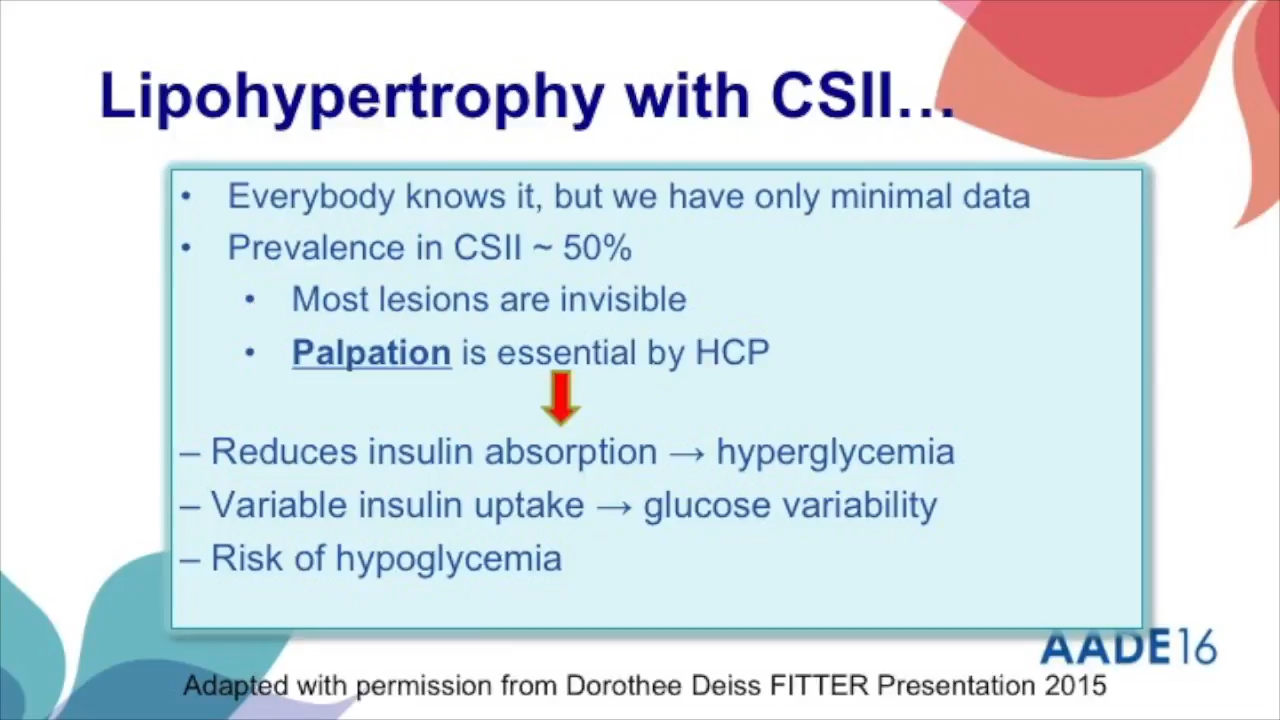 Lipohypertrophy with CSII…
• Everybody knows it, but we have only minimal data
• Prevalence in CSII ~ 50%
• Most lesions are invisible
• Palpation is essential by HCP
– Reduces insulin absorption → hyperglycemia
– Variable insulin uptake → glucose variability
– Risk of hypoglycemia
AADE16
Adapted with permission from Dorothee Deiss FITTER Presentation 2015